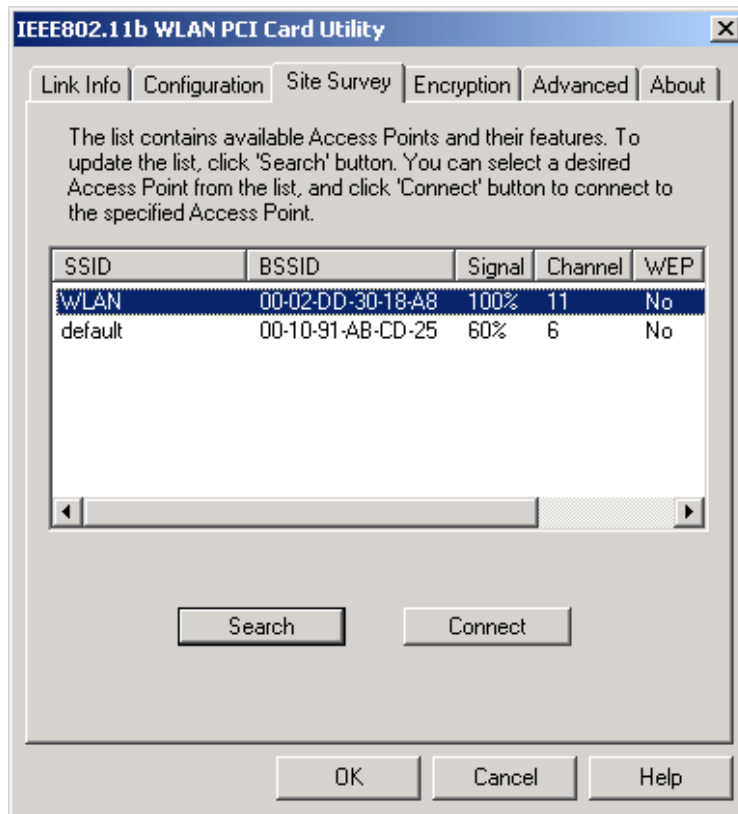 IEEE802.11b WLAN PCI Card Utility
Link Info Configuration Site Survey Encryption Advanced About
The list contains available Access Points and their features. To
update the list, click 'Search' button. You can select a desired
Access Point from the list, and click 'Connect' button to connect to
the specified Access Point.
SSID BSSID Signal Channel WEP
WLAN 00-02-DD-30-18-A8 100% 11 No
default 00-10-91-AB-CD-25 60% 6 No
Search Connect
OK Cancel Help